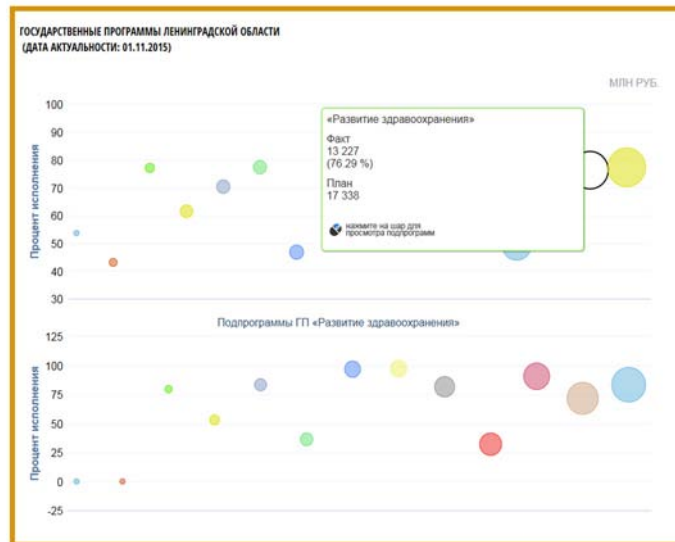 ГОСУДАРСТВЕННЫЕ ПРОГРАММЫ ЛЕНИНГРАДСКОЙ ОБЛАСТИ
(ДАТА АКТУАЛЬНОСТИ: 01.11.2015)
МЛН РУБ.
Процент исполнения
100
90
80
70
60
50
40
30
«Развитие здравоохранения»
Факт
13 227
(76.29 %)
План
17 338
нажмите на шар для
просмотра подпрограмм
Подпрограммы ГП «Развитие здравоохранения»
Процент исполнения
125
100
75
50
25
0
-25